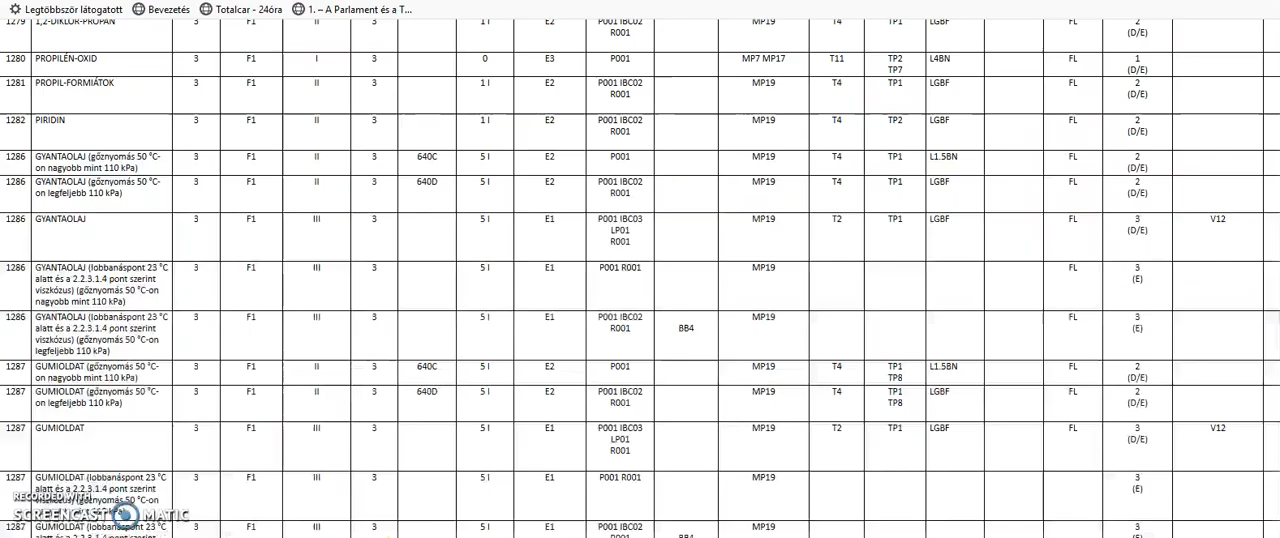 Legtöbbször látogatott Bevezetés Totalcar - 24óra 1. – A Parlament és a T...
1279 1,2-DIKLÓR-PROPÁN 3 F1 II 3 1 l E2 P001 IBC02 MP19 T4 TP1 LGBF FL 2
R001 (D/E)
1280 PROPILÉN-OXID 3 F1 I 3 0 E3 P001 MP7 MP17 T11 TP2 L4BN FL 1
TP7 (D/E)
1281 PROPIL-FORMIÁTOK 3 F1 II 3 1 l E2 P001 IBC02 MP19 T4 TP1 LGBF FL 2
R001 (D/E)
1282 PIRIDIN 3 F1 II 3 1 l E2 P001 IBC02 MP19 T4 TP2 LGBF FL 2
R001 (D/E)
1286 GYANTAOLAJ (gőznyomás 50 °C- 3 F1 II 3 640C 5 l E2 P001 MP19 T4 TP1 L1.5BN FL 2
on nagyobb mint 110 kPa) (D/E)
1286 GYANTAOLAJ (gőznyomás 50 °C- 3 F1 II 3 640D 5 l E2 P001 IBC02 MP19 T4 TP1 LGBF FL 2
on legfeljebb 110 kPa) R001 (D/E)
1286 GYANTAOLAJ 3 F1 III 3 5 l E1 P001 IBC03 MP19 T2 TP1 LGBF FL 3 V12
LP01 (D/E)
R001
1286 GYANTAOLAJ (lobbanáspont 23 °C 3 F1 III 3 5 l E1 P001 R001 MP19 FL 3
alatt és a 2.2.3.1.4 pont szerint (E)
viszkózus) (gőznyomás 50 °C-on
nagyobb mint 110 kPa)
1286 GYANTAOLAJ (lobbanáspont 23 °C 3 F1 III 3 5 l E1 P001 IBC02 MP19 FL 3
alatt és a 2.2.3.1.4 pont szerint R001 BB4 (E)
viszkózus) (gőznyomás 50 °C-on
legfeljebb 110 kPa)
1287 GUMIOLDAT (gőznyomás 50 °C- 3 F1 II 3 640C 5 l E2 P001 MP19 T4 TP1 L1.5BN FL 2
on nagyobb mint 110 kPa) TP8 (D/E)
1287 GUMIOLDAT (gőznyomás 50 °C- 3 F1 II 3 640D 5 l E2 P001 IBC02 MP19 T4 TP1 LGBF FL 2
on legfeljebb 110 kPa) R001 TP8 (D/E)
1287 GUMIOLDAT 3 F1 III 3 5 l E1 P001 IBC03 MP19 T2 TP1 LGBF FL 3 V12
LP01 (D/E)
R001
1287 GUMIOLDAT (lobbanáspont 23 °C 3 F1 III 3 5 l E1 P001 R001 MP19 3
alatt és a 2.2.3.1.4 pont szerint (E)
RECORDED WITH
viszkózus) (gőznyomás 50 °C-on
SCREENCAST MATIC
1287 GUMIOLDAT (lobbanáspont 23 °C 3 F1 III 3 5 l E1 P001 IBC02 MP19 3
alatt és a 2.2.3.1.4 pont szerint R001 BB4 (E)